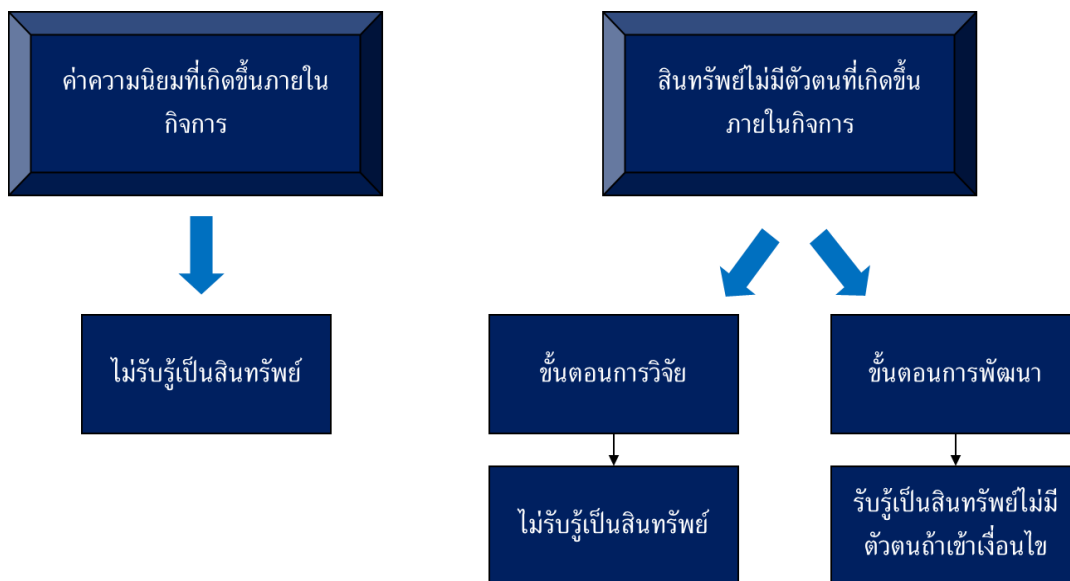 ค่าความนิยมที่เกิดขึ้นภายใน
กิจการ
สินทรัพย์ไม่มีตัวตนที่เกิดขึ้น
ภายในกิจการ
ไม่รับรู้เป็นสินทรัพย์
ขั้นตอนการวิจัย
ขั้นตอนการพัฒนา
ไม่รับรู้เป็นสินทรัพย์
รับรู้เป็นสินทรัพย์ไม่มี
ตัวตนถ้าเข้าเงื่อนไข